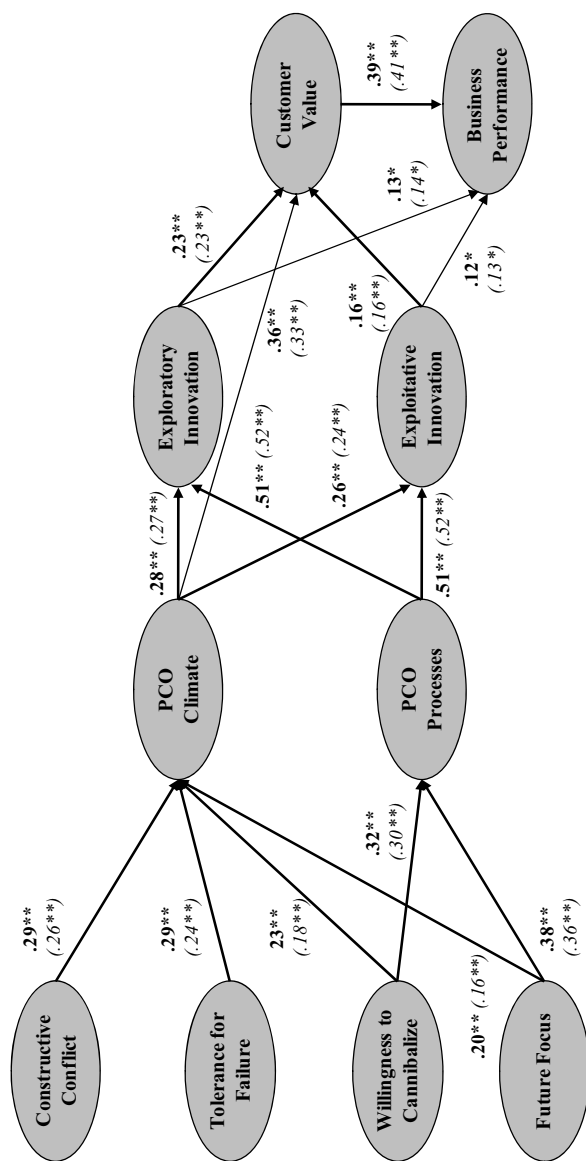 Constructive
Conflict
Tolerance for
Failure
Willingness to
Cannibalize
Future Focus
.29**
(.26**)
.29**
(.24**)
23**
(.18**)
.20** (.16**)
.32**
(.30**)
.38**
(.36**)
PCO
Climate
PCO
Processes
.28** (.27**)
.51** (.52**)
.26** (.24**)
.51** (.52**)
Exploratory
Innovation
Exploitative
Innovation
.23**
(.23**)
.36**
(.33**)
.16**
(.16**)
.13*
(.14*)
.12*
(.13*)
Customer
Value
.39**
(.41**)
Business
Performance